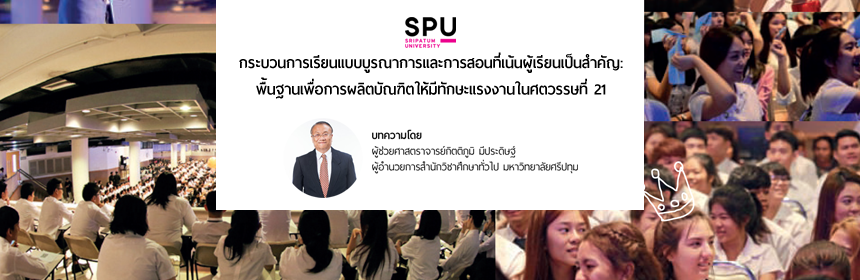 SPU
SRIPATUM
UNIVERSITY
กระบวนการเรียนแบบบูรณาการและการสอนที่เน้นผู้เรียนเป็นสำคัญ:
พื้นฐานเพื่อการผลิตบัณฑิตให้มีทักษะแรงงานในศตวรรษที่ 21
บทความโดย
ผู้ช่วยศาสตราจารย์กิตติภูมิ มีประดิษฐ์
ผู้อำนวยการสำนักวิชาศึกษาทั่วไป มหาวิทยาลัยศรีปทุม